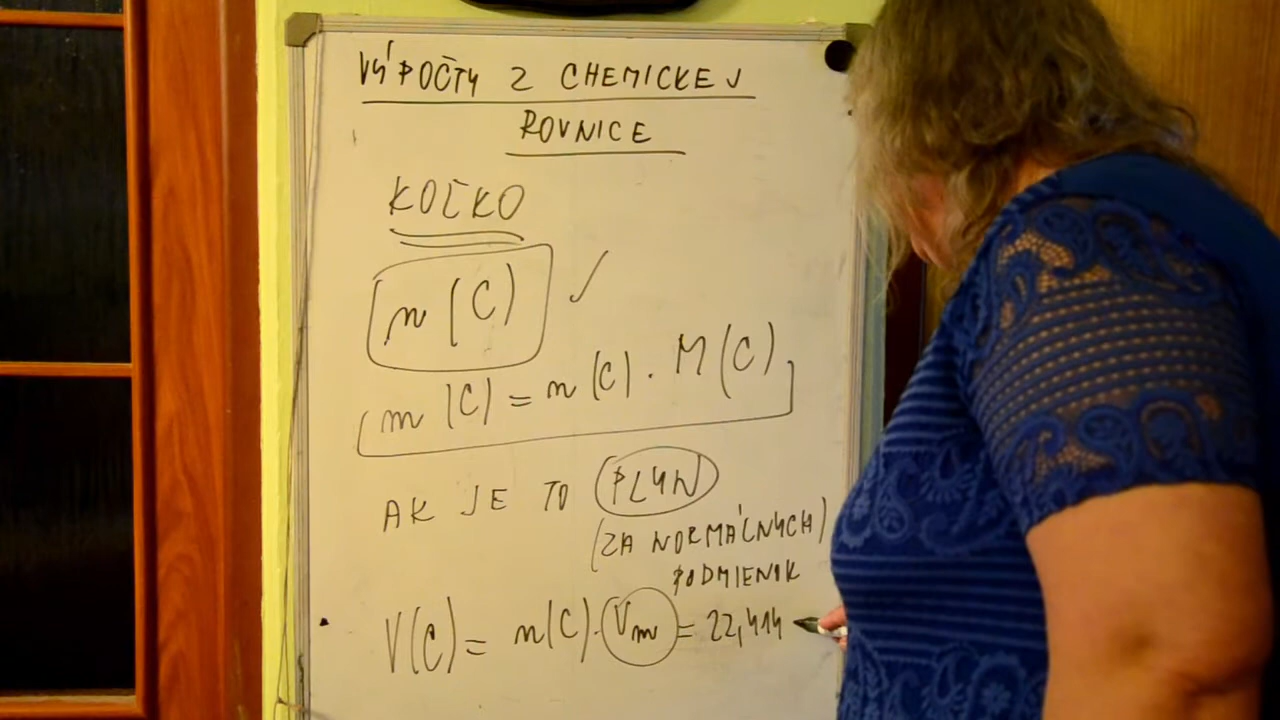 VÝPOČTY Z CHEMICKEJ
ROVNICE
KOĽKO
n(C) ✓
m(C) = n(C) . M(C)
AK JE TO PLYN
(ZA NORMÁLNYCH)
PODMIENOK
V(C) = n(C) . Vm = 22,414